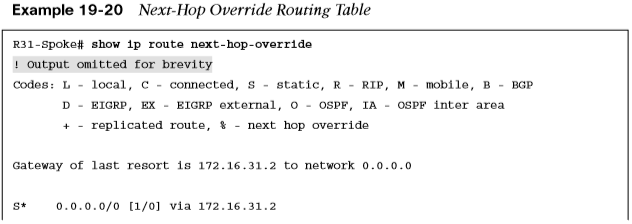 Example 19-20 Next-Hop Override Routing Table
R31-Spoke# show ip route next-hop-override
! Output omitted for brevity
Codes: L - local, C - connected, S - static, R - RIP, M - mobile, B - BGP
D - EIGRP, EX - EIGRP external, O - OSPF, IA - OSPF inter area
+ - replicated route, % - next hop override
Gateway of last resort is 172.16.31.2 to network 0.0.0.0
S* 0.0.0.0/0 [1/0] via 172.16.31.2